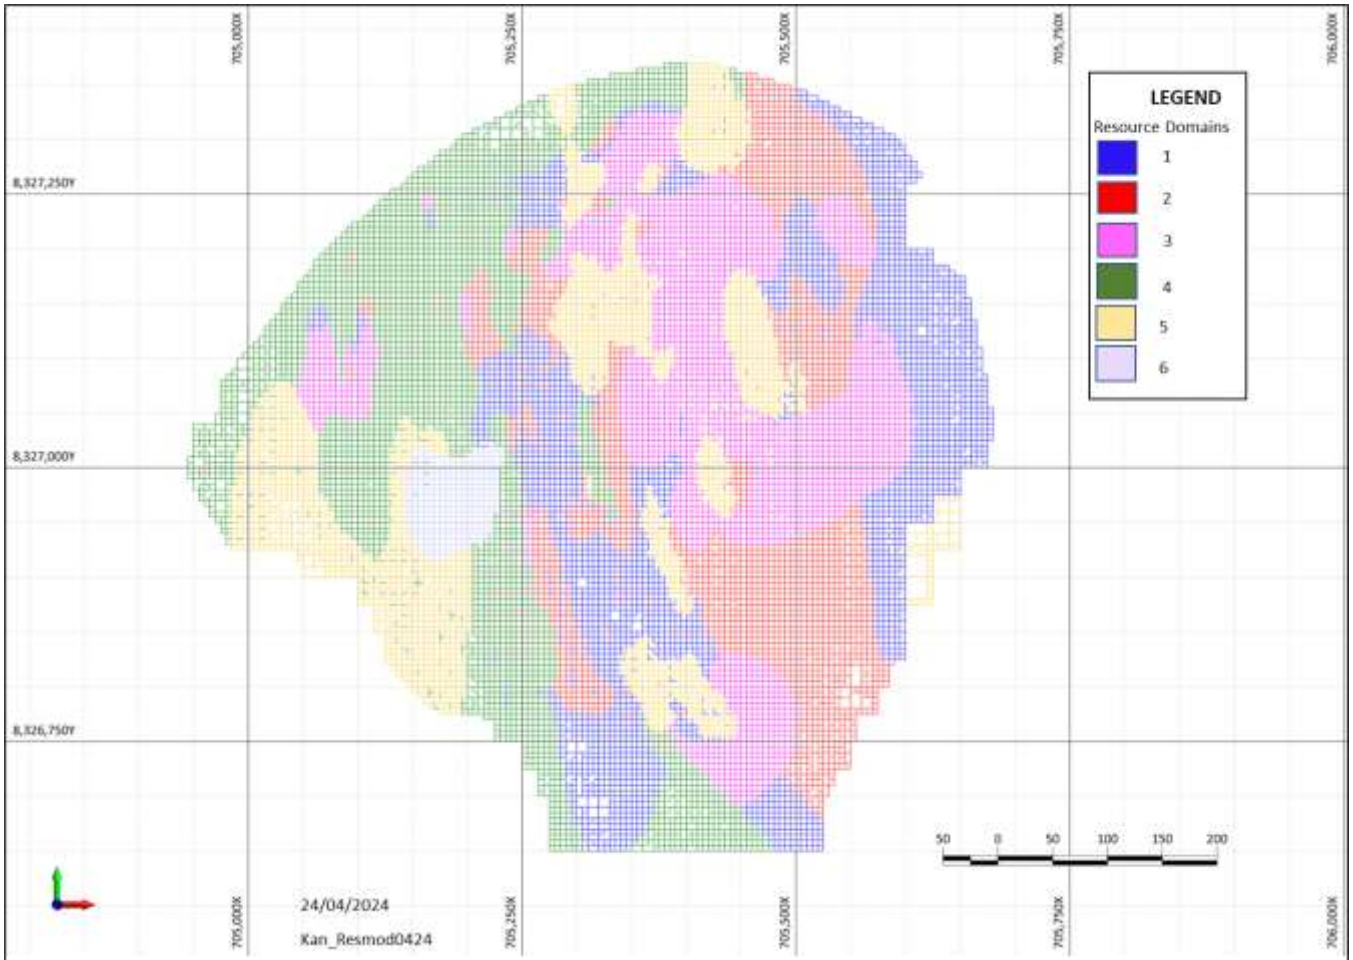 705,000X
705,250X
705,500X
705,750X
706,000X
LEGEND
Resource Domains
1
2
3
4
5
6
8,327,250Y
8,327,000Y
8,326,750Y
50 0 50 100 150 200
24/04/2024
Kan_Resmod0424
705,000X
705,250X
705,500X
705,750X
706,000X